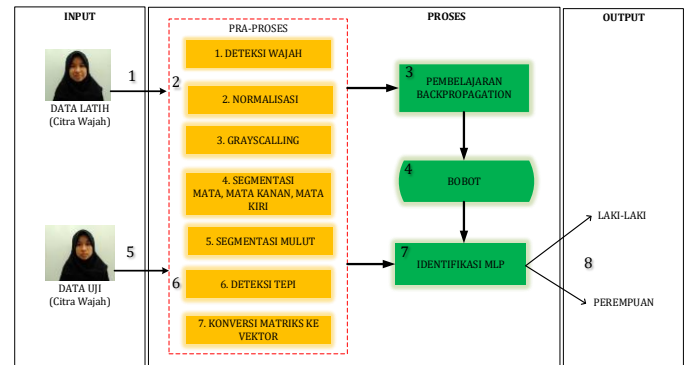 INPUT
PROSES
OUTPUT
PRA-PROSES
1
DATA LATIH
(Citra Wajah)
2
1. DETEKSI WAJAH
2. NORMALISASI
3. GRAYSCALLING
4. SEGMENTASI
MATA, MATA KANAN, MATA
KIRI
5. SEGMENTASI MULUT
6. DETEKSI TEPI
7. KONVERSI MATRIKS KE
VEKTOR
3
PEMBELAJARAN
BACKPROPAGATION
4
BOBOT
5
DATA UJI
(Citra Wajah)
6
7
IDENTIFIKASI MLP
LAKI-LAKI
8
PEREMPUAN